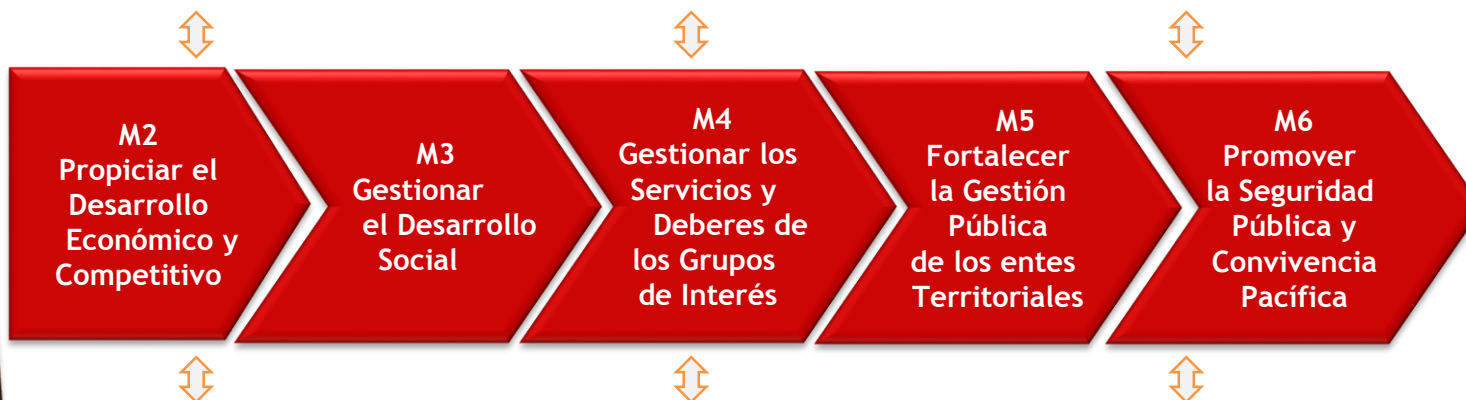 M2
Propiciar el
Desarrollo
Económico y
Competitivo
M3
Gestionar
el Desarrollo
Social
M4
Gestionar los
Servicios y
Deberes de
los Grupos
de Interés
M5
Fortalecer
la Gestión
Pública
de los entes
Territoriales
M6
Promover
la Seguridad
Pública y
Convivencia
Pacífica